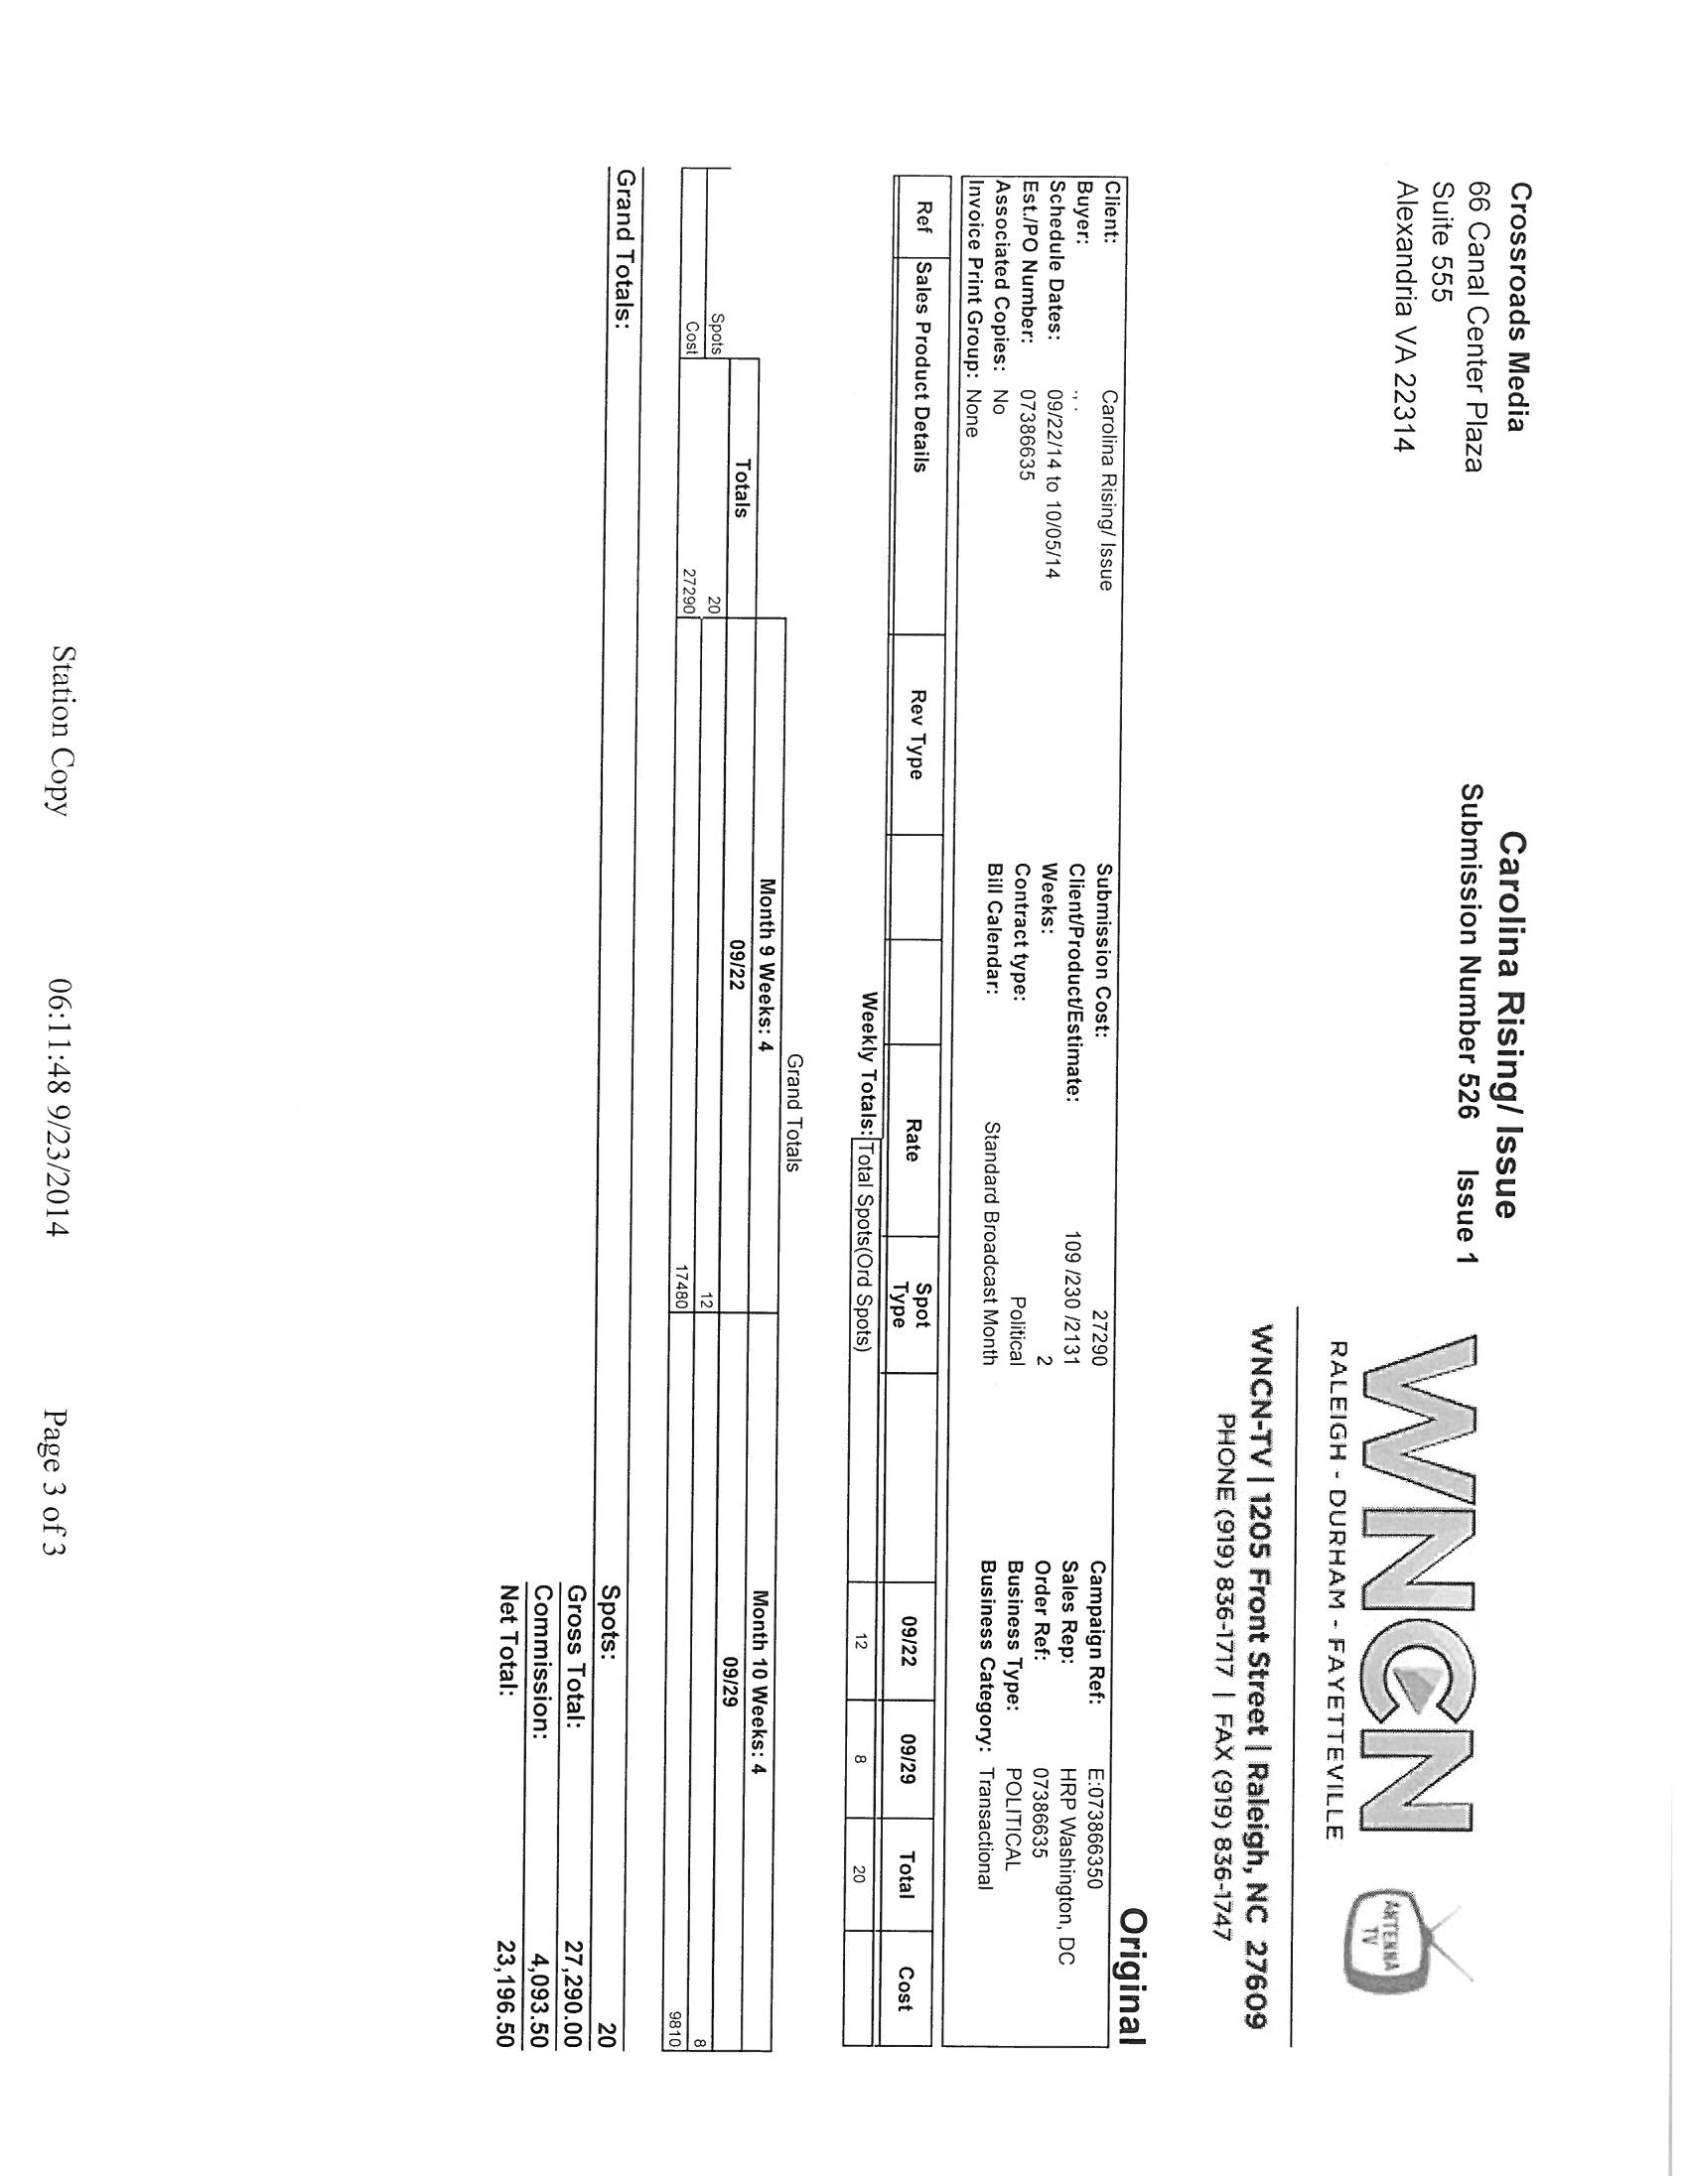 Crossroads Media
66 Canal Center Plaza
Suite 555
Alexandria VA 22314
Carolina Rising/ Issue
Submission Number 526 Issue 1
WNCN
RALEIGH - DURHAM - FAYETTEVILLE
ANTENNA
TV
WNCN-TV | 1205 Front Street | Raleigh, NC 27609
PHONE (919) 836-1717 | FAX (919) 836-1747
Original
Client: Carolina Rising/ Issue Submission Cost: 27290 Campaign Ref: E:073866350
Buyer: ., . Client/Product/Estimate: 109 /230 /2131 Sales Rep: HRP Washington, DC
Schedule Dates: 09/22/14 to 10/05/14 Weeks: 2 Order Ref: 07386635
Est./PO Number: 07386635 Contract type: Political Business Type: POLITICAL
Associated Copies: No Bill Calendar: Standard Broadcast Month Business Category: Transactional
Invoice Print Group: None
Ref Sales Product Details Rev Type Rate Spot Type 09/22 09/29 Total Cost
Weekly Totals: Total Spots(Ord Spots) 12 8 20
Grand Totals
Month 9 Weeks: 4 Month 10 Weeks: 4
Totals 09/22 09/29
Spots 20 12 8
Cost 27290 17480 9810
Grand Totals:
Spots: 20
Gross Total: 27,290.00
Commission: 4,093.50
Net Total: 23,196.50
Station Copy 06:11:48 9/23/2014 Page 3 of 3